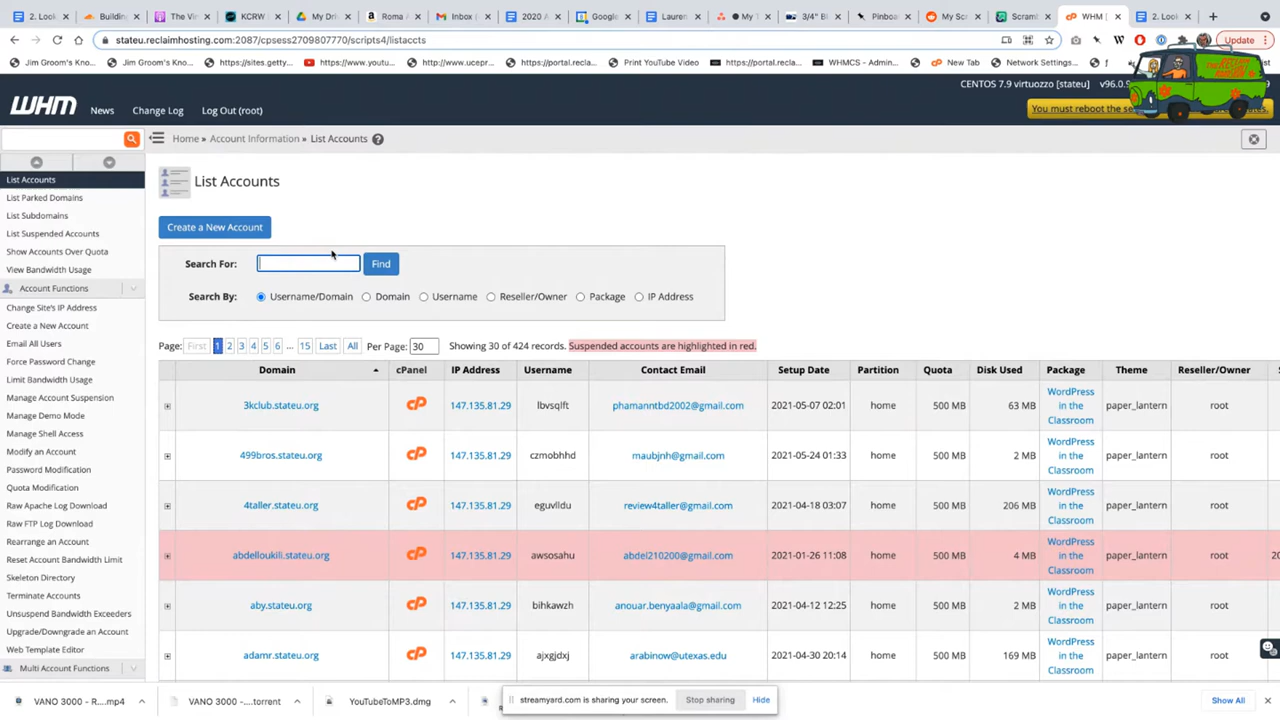 2. Look
Building
The Vin
KCRW
My Driv
Roma A
Inbox
2020 A
Google
Lauren
My T
3/4" Bl
Pinboa
My Scr
Scramb
WHM |
2. Look
stateu.reclaimhosting.com:2087/cpsess2709807770/scripts4/listaccts
Update
Jim Groom's Kno...
Jim Groom's Kno...
https://sites.getty...
https://www.youtu...
http://www.ucepr...
https://portal.recla...
Print YouTube Video
https://portal.recla...
WHMCS - Admin...
New Tab
Network Settings...
CENTOS 7.9 virtuozzo [stateu]
v96.0.9
WHM
News
Change Log
Log Out (root)
You must reboot the se
Home » Account Information » List Accounts
List Accounts
List Parked Domains
List Subdomains
List Suspended Accounts
Show Accounts Over Quota
View Bandwidth Usage
Account Functions
Change Site's IP Address
Create a New Account
Email All Users
Force Password Change
Limit Bandwidth Usage
Manage Account Suspension
Manage Demo Mode
Manage Shell Access
Modify an Account
Password Modification
Quota Modification
Raw Apache Log Download
Raw FTP Log Download
Rearrange an Account
Reset Account Bandwidth Limit
Skeleton Directory
Terminate Accounts
Unsuspend Bandwidth Exceeders
Upgrade/Downgrade an Account
Web Template Editor
Multi Account Functions
List Accounts
Create a New Account
Search For:
Find
Search By: Username/Domain Domain Username Reseller/Owner Package IP Address
Page: First 1 2 3 4 5 6 ... 15 Last All Per Page: 30 Showing 30 of 424 records. Suspended accounts are highlighted in red.
Domain cPanel IP Address Username Contact Email Setup Date Partition Quota Disk Used Package Theme Reseller/Owner
3kclub.stateu.org cP 147.135.81.29 lbvsqlft phamanntbd2002@gmail.com 2021-05-07 02:01 home 500 MB 63 MB WordPress in the Classroom paper_lantern root
499bros.stateu.org cP 147.135.81.29 czmobhhd maubjnh@gmail.com 2021-05-24 01:33 home 500 MB 2 MB WordPress in the Classroom paper_lantern root
4taller.stateu.org cP 147.135.81.29 eguvlldu review4taller@gmail.com 2021-04-18 03:07 home 500 MB 206 MB WordPress in the Classroom paper_lantern root
abdelloukili.stateu.org cP 147.135.81.29 awsosahu abdel210200@gmail.com 2021-01-26 11:08 home 500 MB 4 MB WordPress in the Classroom paper_lantern root 20
aby.stateu.org cP 147.135.81.29 bihkawzh anouar.benyaala@gmail.com 2021-04-12 12:25 home 500 MB 2 MB WordPress in the Classroom paper_lantern root
adamr.stateu.org cP 147.135.81.29 ajxgjdxj arabinow@utexas.edu 2021-04-30 20:14 home 500 MB 169 MB WordPress in the Classroom paper_lantern root
VANO 3000 - R....mp4
VANO 3000 - ....torrent
YouTubeToMP3.dmg
streamyard.com is sharing your screen.
Stop sharing
Hide
Show All